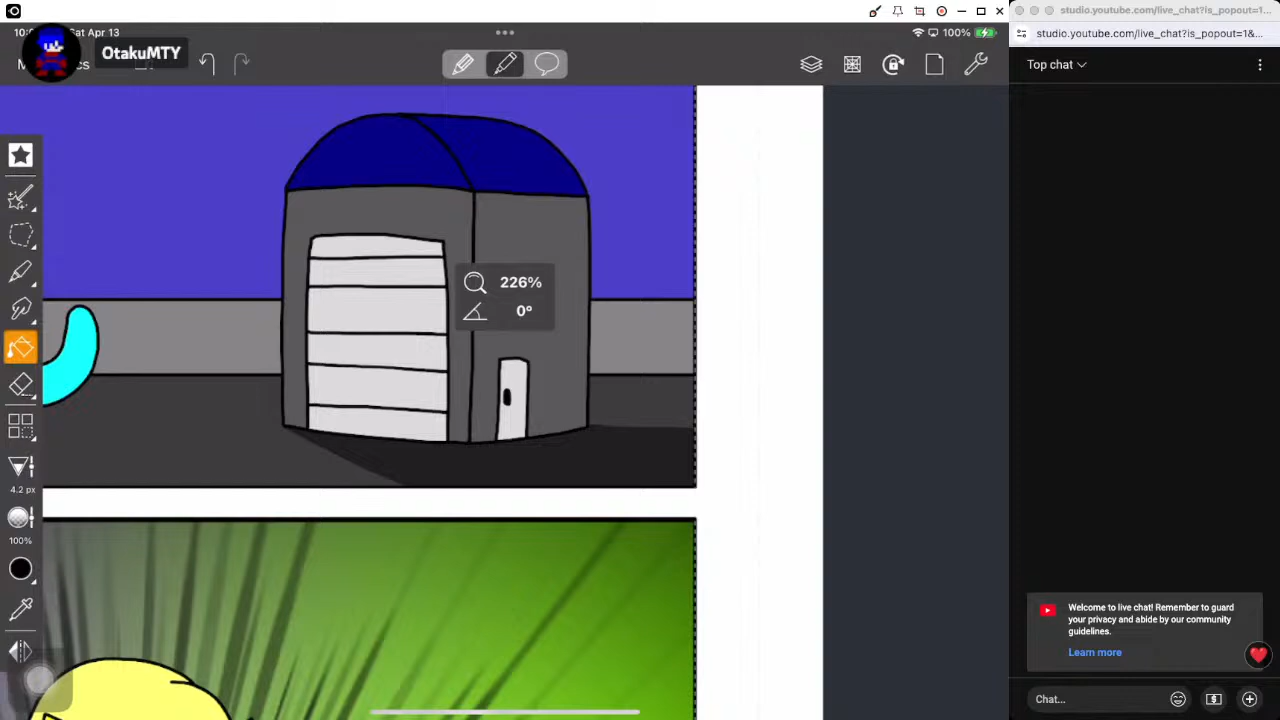 studio.youtube.com/live_chat?is_popout=1...
Sat Apr 13
100%
OtakuMTY
studio.youtube.com/live_chat?is_popout=1&...
Top chat
226%
0°
4.2 px
100%
Welcome to live chat! Remember to guard
your privacy and abide by our community
guidelines.
Learn more
Chat...